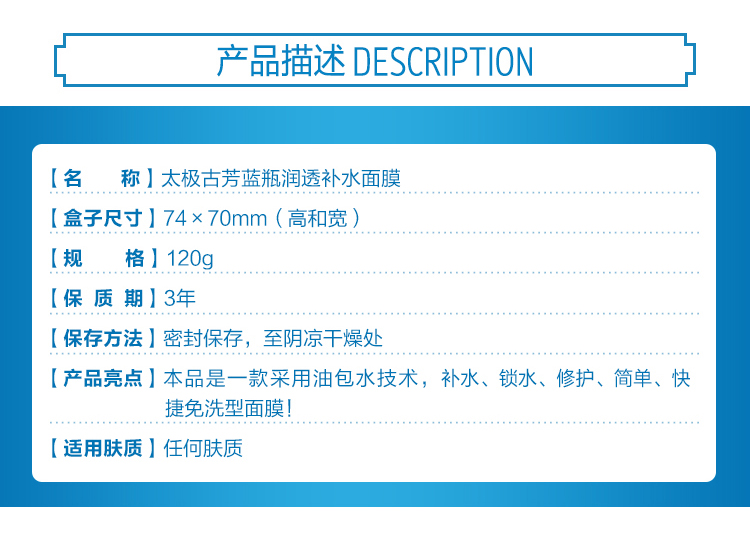 产品描述 DESCRIPTION
【名 称】太极古芳蓝瓶润透补水面膜
【盒子尺寸】74×70mm（高和宽）
【规 格】120g
【保 质 期】3年
【保存方法】密封保存，至阴凉干燥处
【产品亮点】本品是一款采用油包水技术，补水、锁水、修护、简单、快
捷免洗型面膜！
【适用肤质】任何肤质